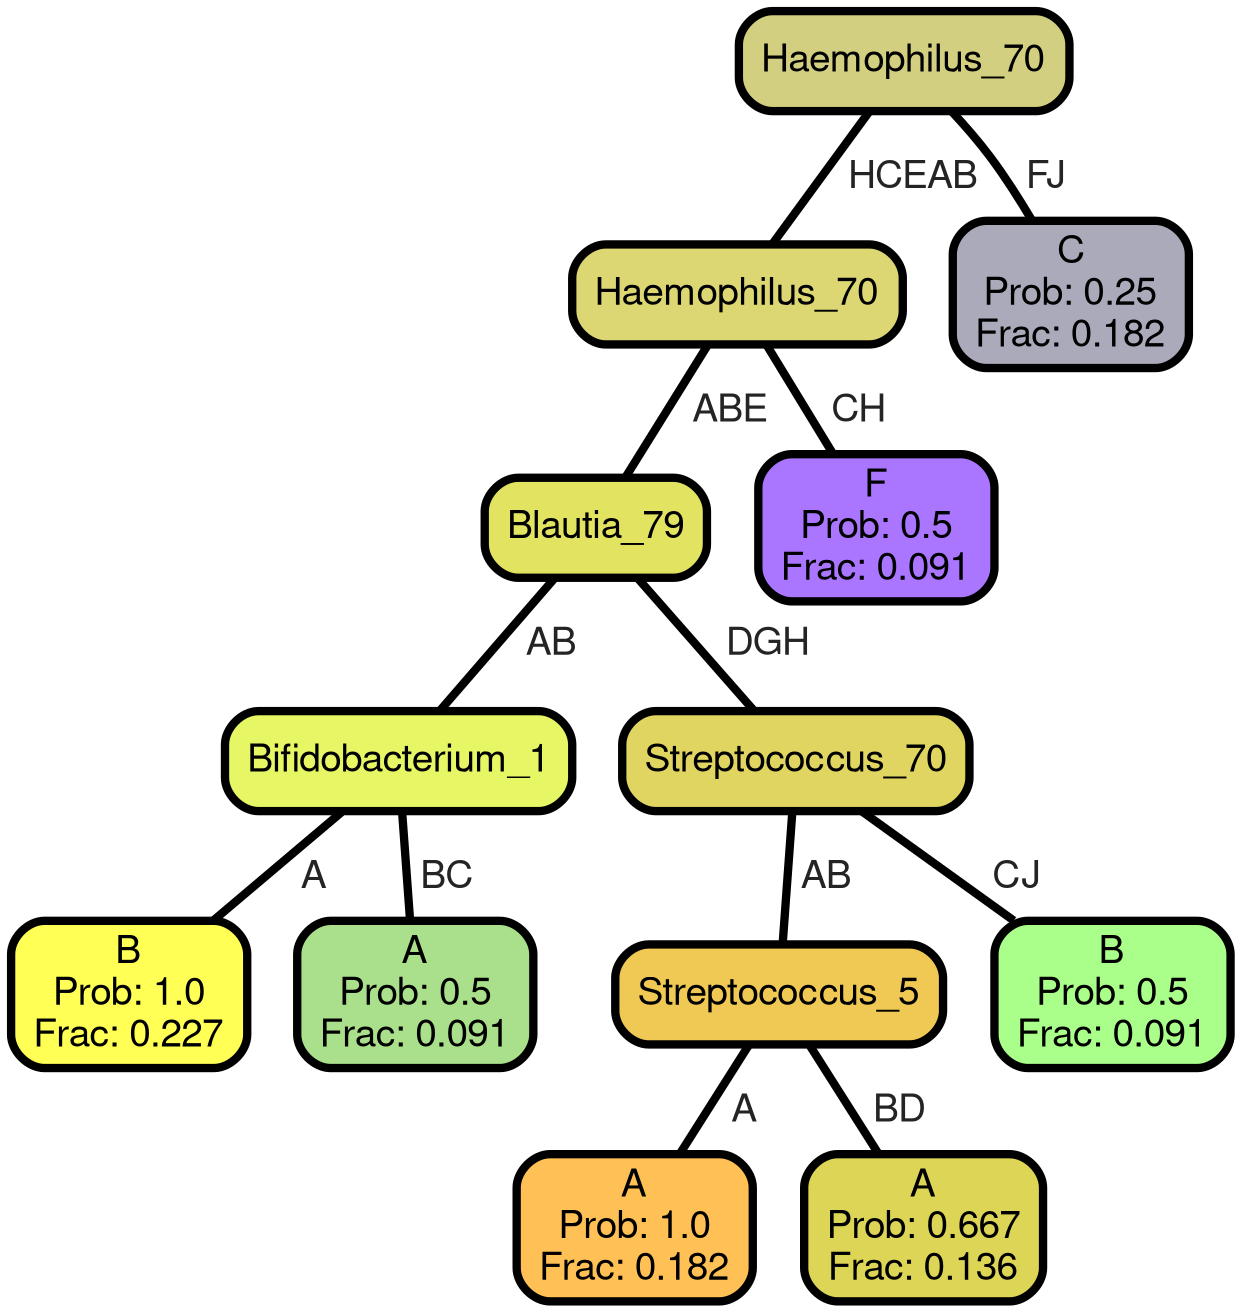 Haemophilus_70
HCEAB
FJ
Haemophilus_70
C
Prob: 0.25
Frac: 0.182
ABE
CH
Blautia_79
F
Prob: 0.5
Frac: 0.091
AB
DGH
Bifidobacterium_1
Streptococcus_70
A
BC
AB
CJ
B
Prob: 1.0
Frac: 0.227
A
Prob: 0.5
Frac: 0.091
Streptococcus_5
B
Prob: 0.5
Frac: 0.091
A
BD
A
Prob: 1.0
Frac: 0.182
A
Prob: 0.667
Frac: 0.136